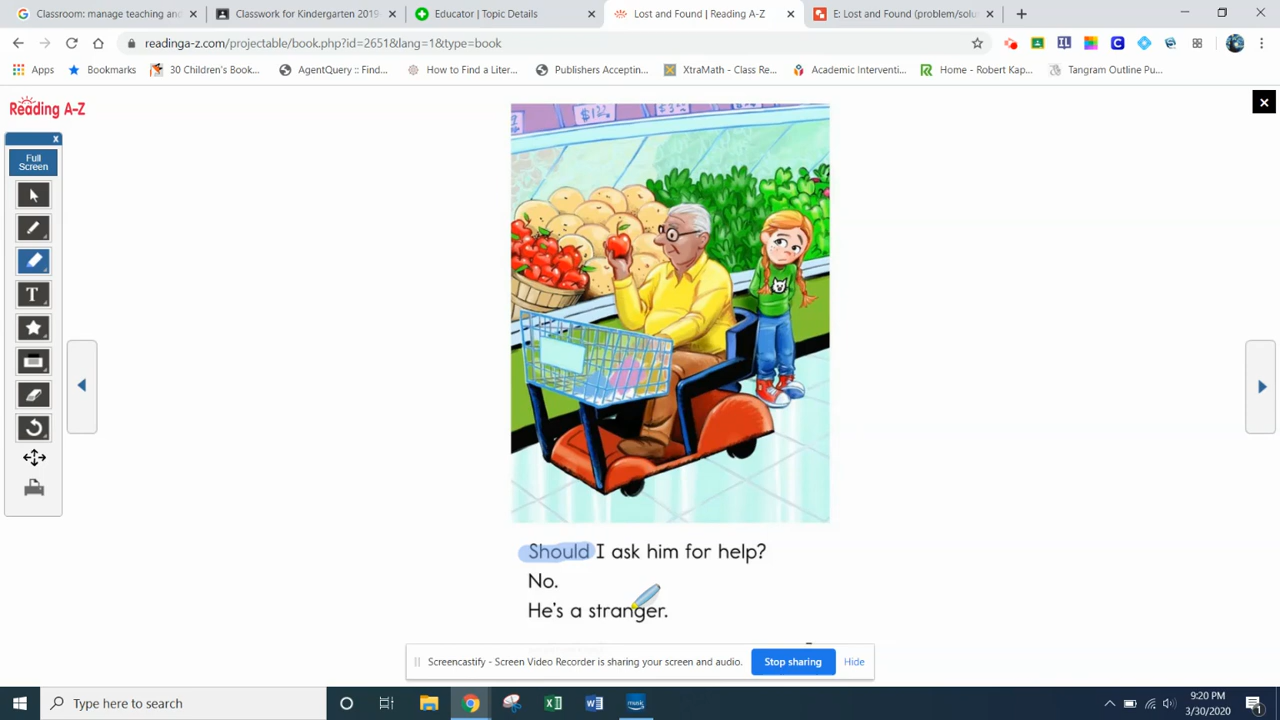 Classroom: manage teaching and
Classwork for Kindergarten 2019
Educator | Topic Details
Lost and Found | Reading A-Z
E: Lost and Found (problem/solu
readinga-z.com/projectable/book.php?id=2651&lang=1&type=book
Apps
Bookmarks
30 Children's Book...
AgentQuery :: Find...
How to Find a Liter...
Publishers Acceptin...
XtraMath - Class Re...
Academic Interventi...
Home - Robert Kap...
Tangram Outline Pu...
Reading A-Z
x
Full
Screen
T
Should I ask him for help?
No.
He's a stranger.
Screencastify - Screen Video Recorder is sharing your screen and audio.
Stop sharing
Hide
Type here to search
music
9:20 PM
3/30/2020